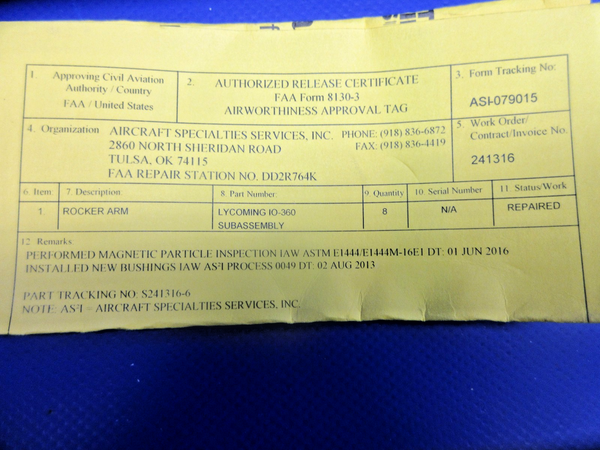 1. Approving Civil Aviation
Authority / Country
FAA / United States
2. AUTHORIZED RELEASE CERTIFICATE
FAA Form 8130-3
AIRWORTHINESS APPROVAL TAG
3. Form Tracking No:
ASI-079015
4. Organization AIRCRAFT SPECIALTIES SERVICES, INC. PHONE: (918) 836-6872
2860 NORTH SHERIDAN ROAD FAX: (918) 836-4419
TULSA, OK 74115
FAA REPAIR STATION NO. DD2R764K
5. Work Order/
Contract/Invoice No.
241316
6. Item: 7. Description: 8. Part Number: 9. Quantity 10. Serial Number 11. Status/Work
1 ROCKER ARM LYCOMING IO-360 8 N/A REPAIRED
SUBASSEMBLY
12. Remarks
PERFORMED MAGNETIC PARTICLE INSPECTION IAW ASTM E1444/E1444M-16E1 DT: 01 JUN 2016
INSTALLED NEW BUSHINGS IAW AS³I PROCESS 0049 DT: 02 AUG 2013
PART TRACKING NO: S241316-6
NOTE: AS³I = AIRCRAFT SPECIALTIES SERVICES, INC.